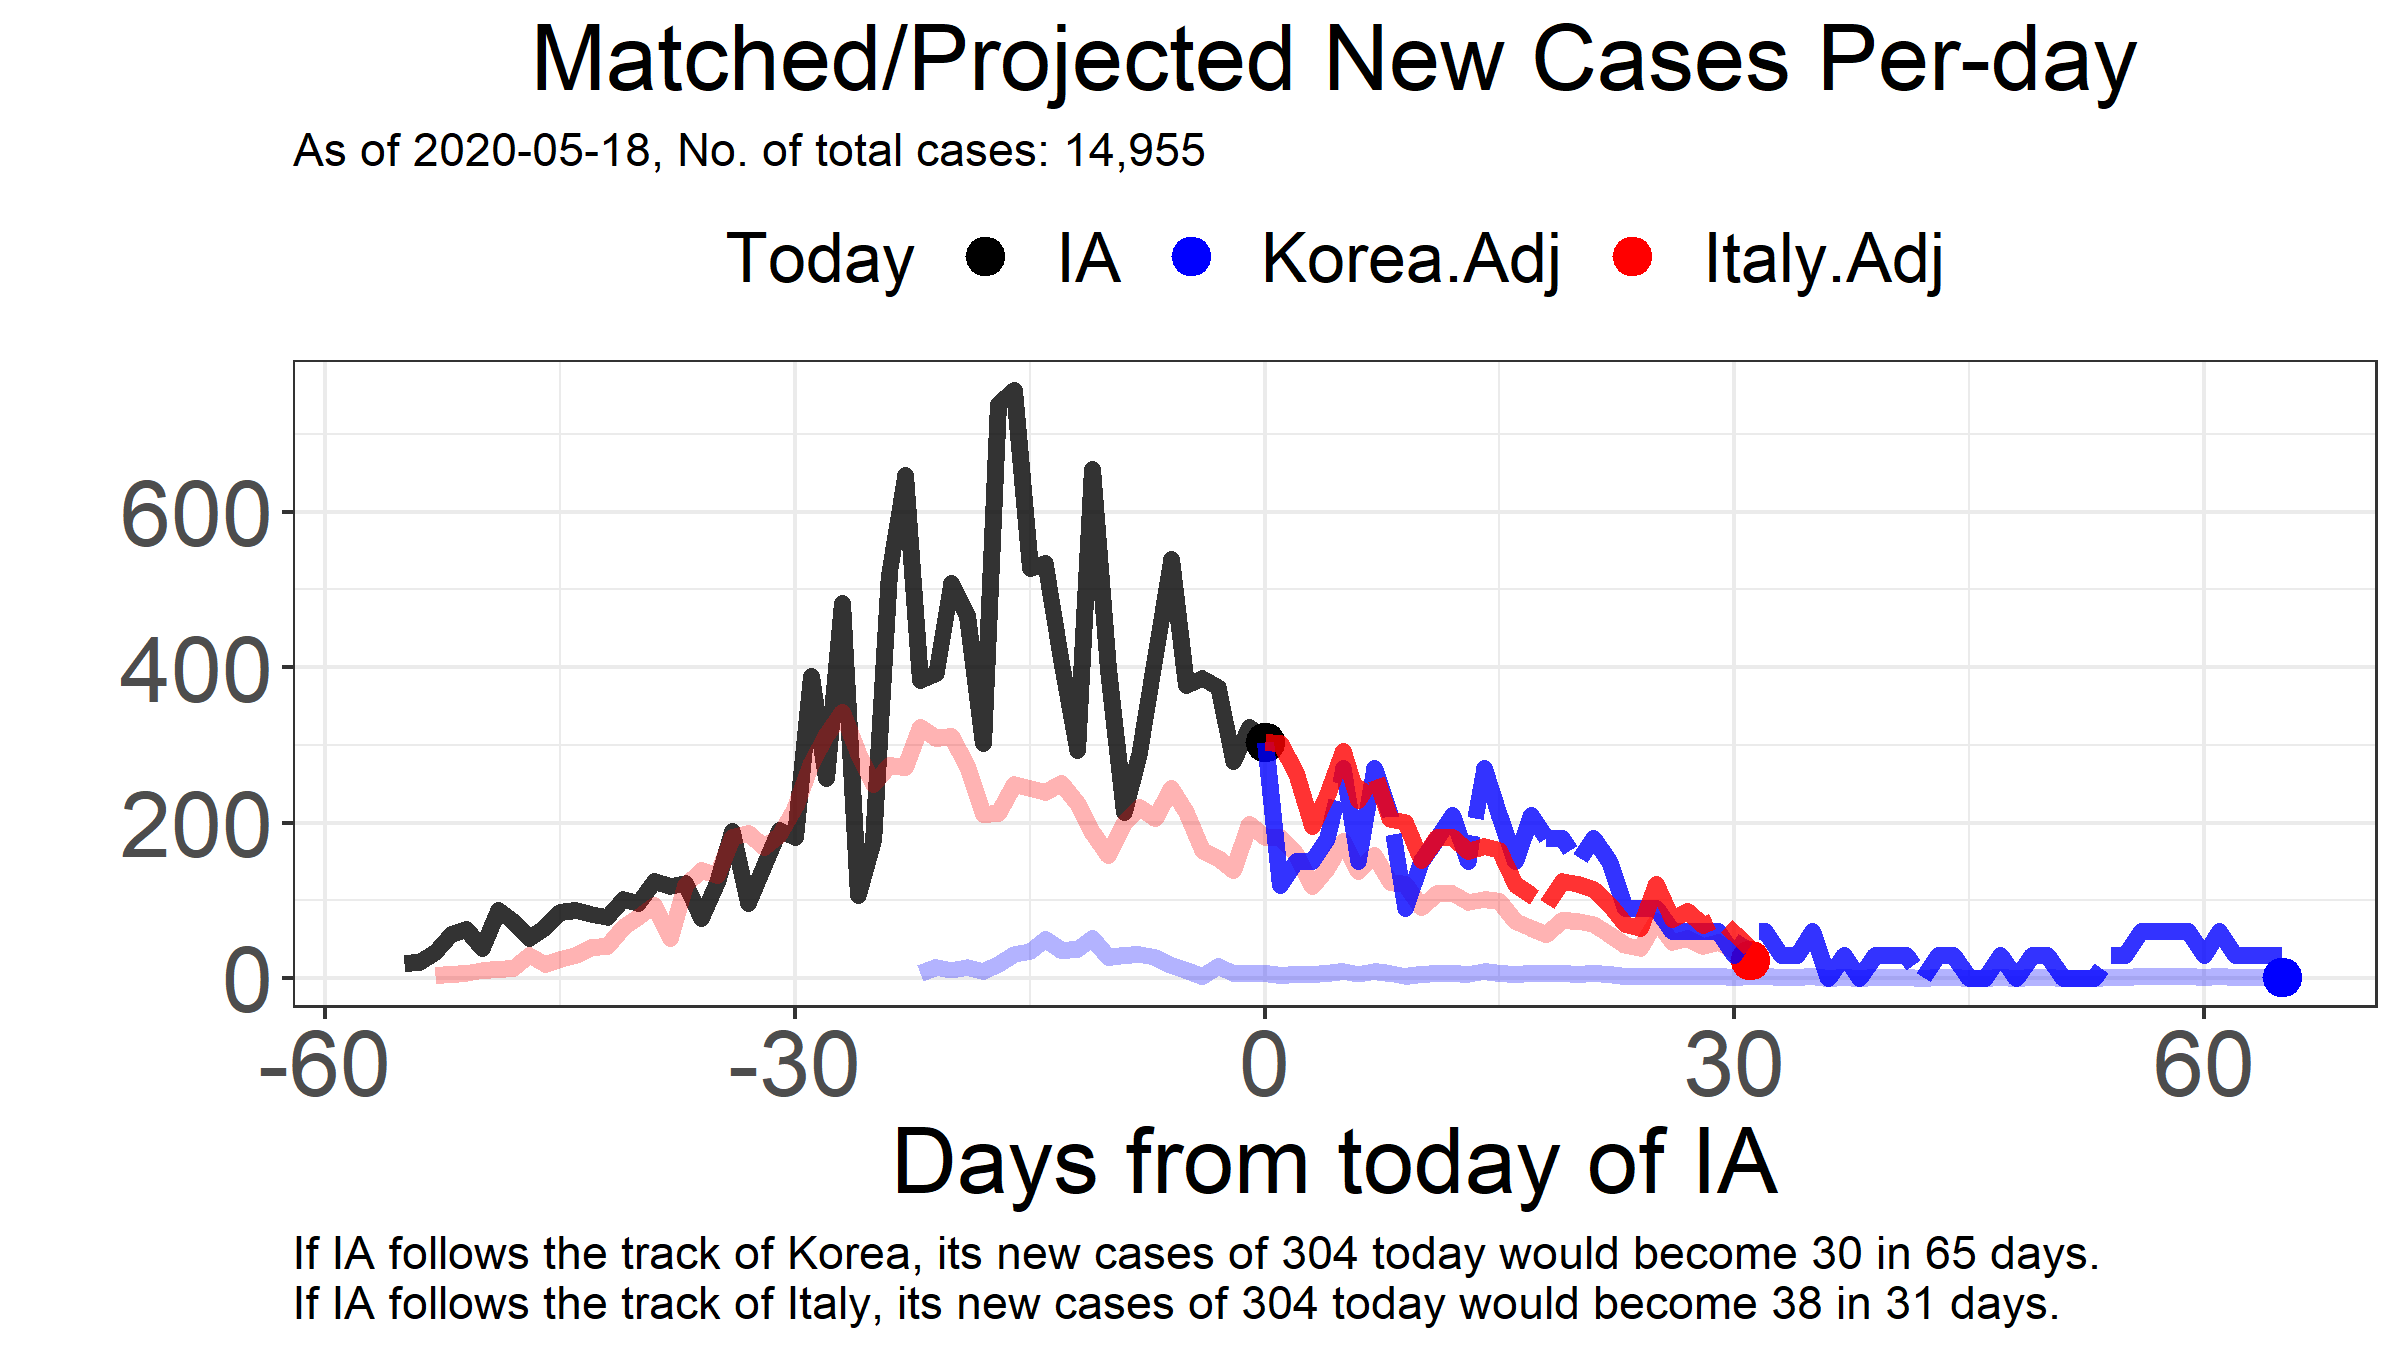 Matched/Projected New Cases Per-day
As of 2020-05-18, No. of total cases: 14,955
Today IA Korea.Adj Italy.Adj
600
400
200
0
-60 -30 0 30 60
Days from today of IA
If IA follows the track of Korea, its new cases of 304 today would become 30 in 65 days.
If IA follows the track of Italy, its new cases of 304 today would become 38 in 31 days.